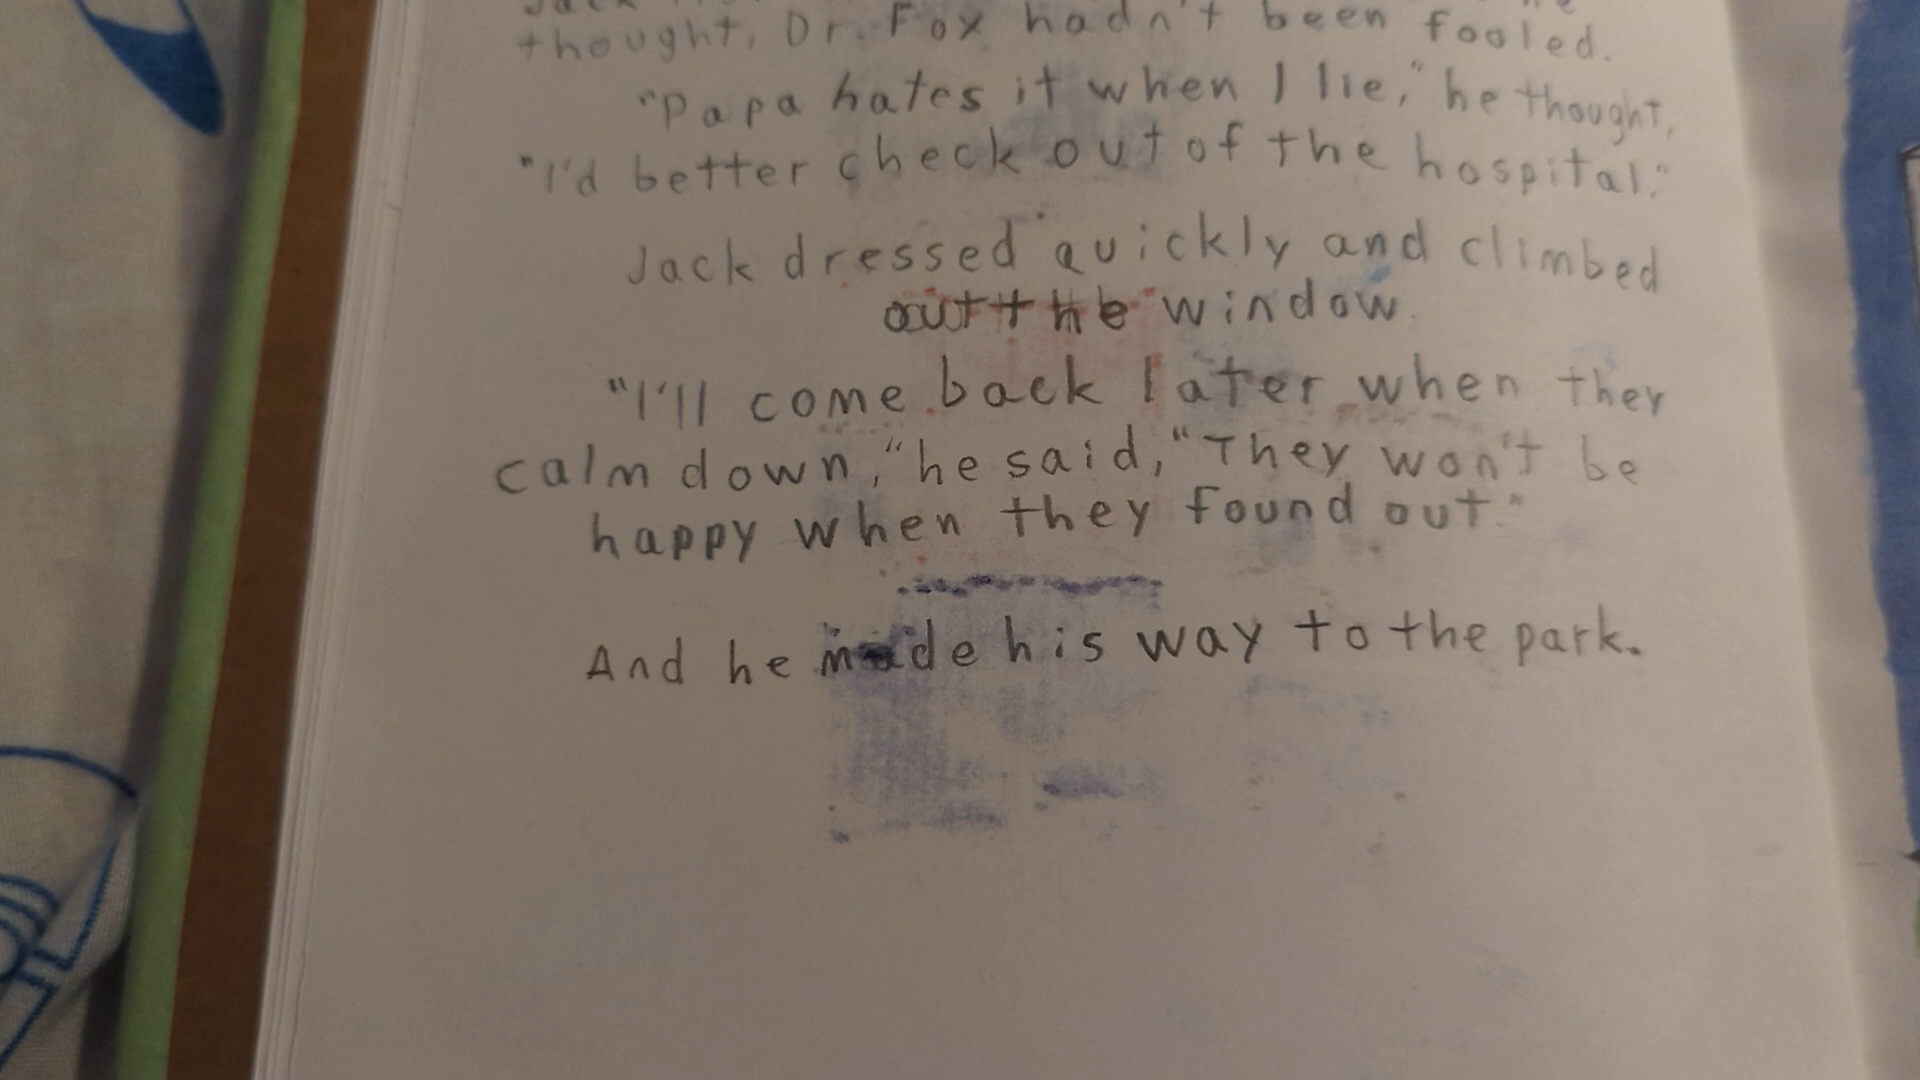 Jack
thought, Dr. Fox hadn't been fooled.
"Papa hates it when I lie," he thought,
"I'd better check out of the hospital."
Jack dressed quickly and climbed
out the window.
"I'll come back later when they
calm down," he said, "They won't be
happy when they found out."
And he made his way to the park.